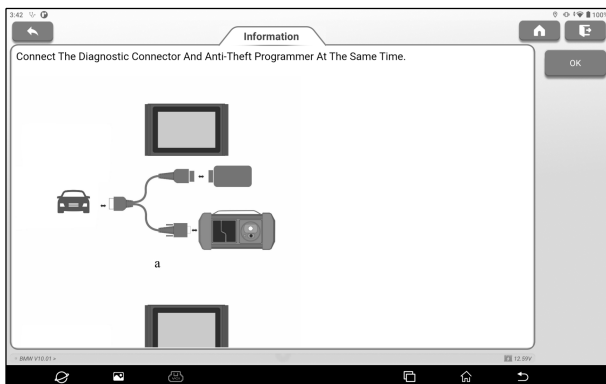 3:42
1001
Information
Connect The Diagnostic Connector And Anti-Theft Programmer At The Same Time.
OK
a
BMW V10.01
12.59V